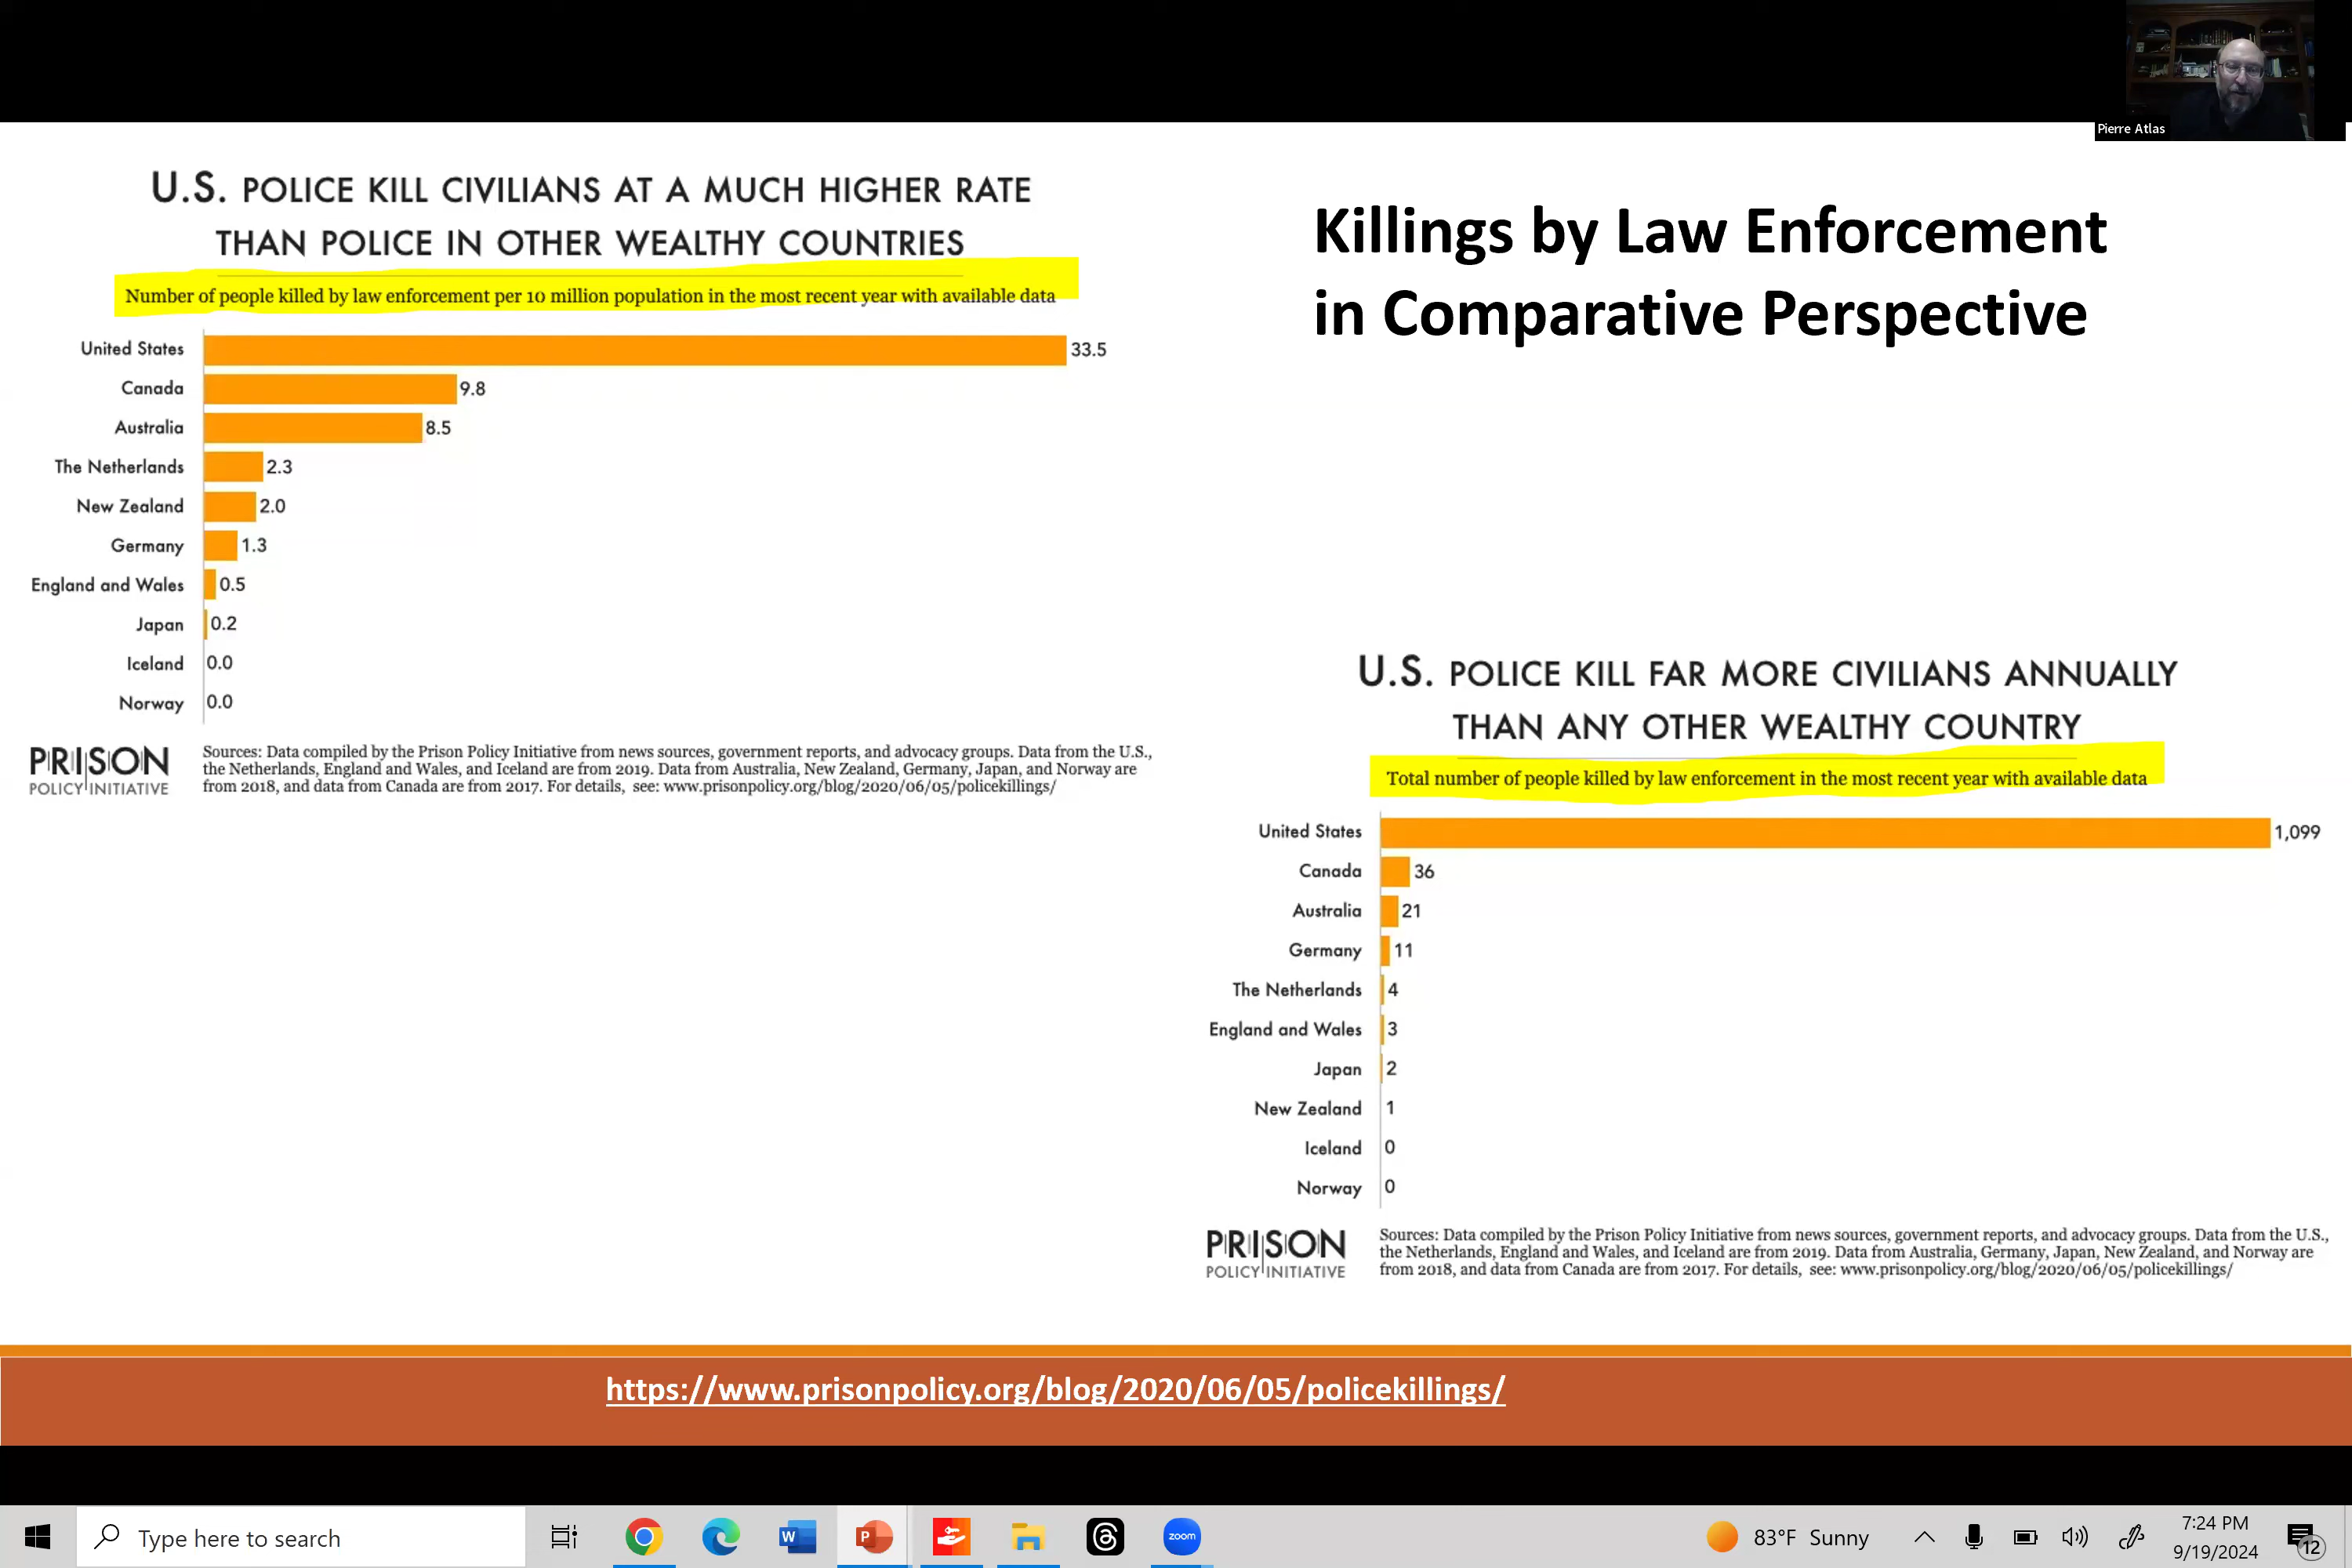 Pierre Atlas
U.S. POLICE KILL CIVILIANS AT A MUCH HIGHER RATE
THAN POLICE IN OTHER WEALTHY COUNTRIES
Number of people killed by law enforcement per 10 million population in the most recent year with available data
United States 33.5
Canada 9.8
Australia 8.5
The Netherlands 2.3
New Zealand 2.0
Germany 1.3
England and Wales 0.5
Japan 0.2
Iceland 0.0
Norway 0.0
PRISON
POLICY INITIATIVE
Sources: Data compiled by the Prison Policy Initiative from news sources, government reports, and advocacy groups. Data from the U.S.,
the Netherlands, England and Wales, and Iceland are from 2019. Data from Australia, New Zealand, Germany, Japan, and Norway are
from 2018, and data from Canada are from 2017. For details, see: www.prisonpolicy.org/blog/2020/06/05/policekillings/
Killings by Law Enforcement
in Comparative Perspective
U.S. POLICE KILL FAR MORE CIVILIANS ANNUALLY
THAN ANY OTHER WEALTHY COUNTRY
Total number of people killed by law enforcement in the most recent year with available data
United States 1,099
Canada 36
Australia 21
Germany 11
The Netherlands 4
England and Wales 3
Japan 2
New Zealand 1
Iceland 0
Norway 0
PRISON
POLICY INITIATIVE
Sources: Data compiled by the Prison Policy Initiative from news sources, government reports, and advocacy groups. Data from the U.S.,
the Netherlands, England and Wales, and Iceland are from 2019. Data from Australia, Germany, Japan, New Zealand, and Norway are
from 2018, and data from Canada are from 2017. For details, see: www.prisonpolicy.org/blog/2020/06/05/policekillings/
https://www.prisonpolicy.org/blog/2020/06/05/policekillings/
Type here to search
W
P
zoom
83°F Sunny
7:24 PM
9/19/2024
12